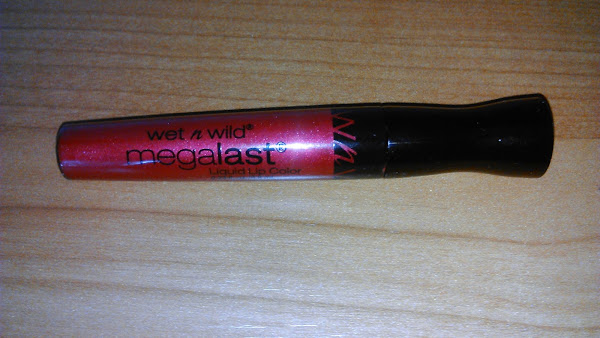 wet n wild®
megalast®
Liquid Lip Color